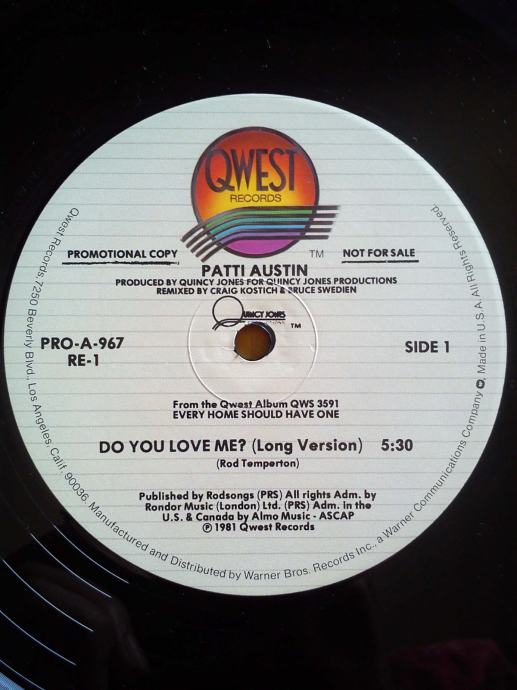 QWEST
RECORDS
TM
PROMOTIONAL COPY
NOT FOR SALE
PATTI AUSTIN
PRODUCED BY QUINCY JONES FOR QUINCY JONES PRODUCTIONS
REMIXED BY CRAIG KOSTICH & BRUCE SWEDIEN
QUINCY JONES
TM
PRO-A-967
RE-1
SIDE 1
From the Qwest Album QWS 3591
EVERY HOME SHOULD HAVE ONE
DO YOU LOVE ME? (Long Version) 5:30
(Rod Temperton)
Published by Rodsongs (PRS) All rights Adm. by
Rondor Music (London) Ltd. (PRS) Adm. in the
U.S. & Canada by Almo Music - ASCAP
℗ 1981 Qwest Records
Qwest Records, 7250 Beverly Blvd., Los Angeles, Calif. 90036. Manufactured and Distributed by Warner Bros. Records Inc., a Warner Communications Company. Made in U.S.A. All Rights Reserved.